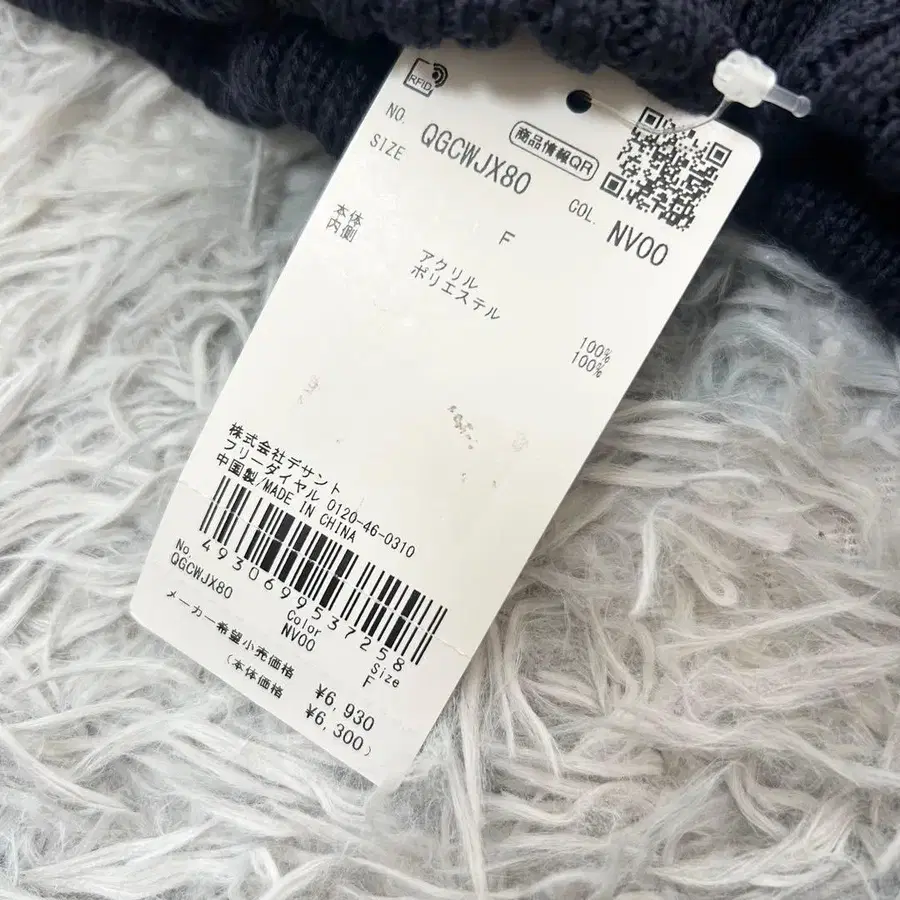 RFID
商品情報QR
NO. QGCWJX80
COL. NV00
SIZE F
本体 アクリル 100%
内側 ポリエステル 100%
株式会社デサント
フリーダイヤル 0120-46-0310
中国製/MADE IN CHINA
4930699537258
No. Color Size
QGCWJX80 NV00 F
メーカー希望小売価格 ¥6,930
(本体価格 ¥6,300)